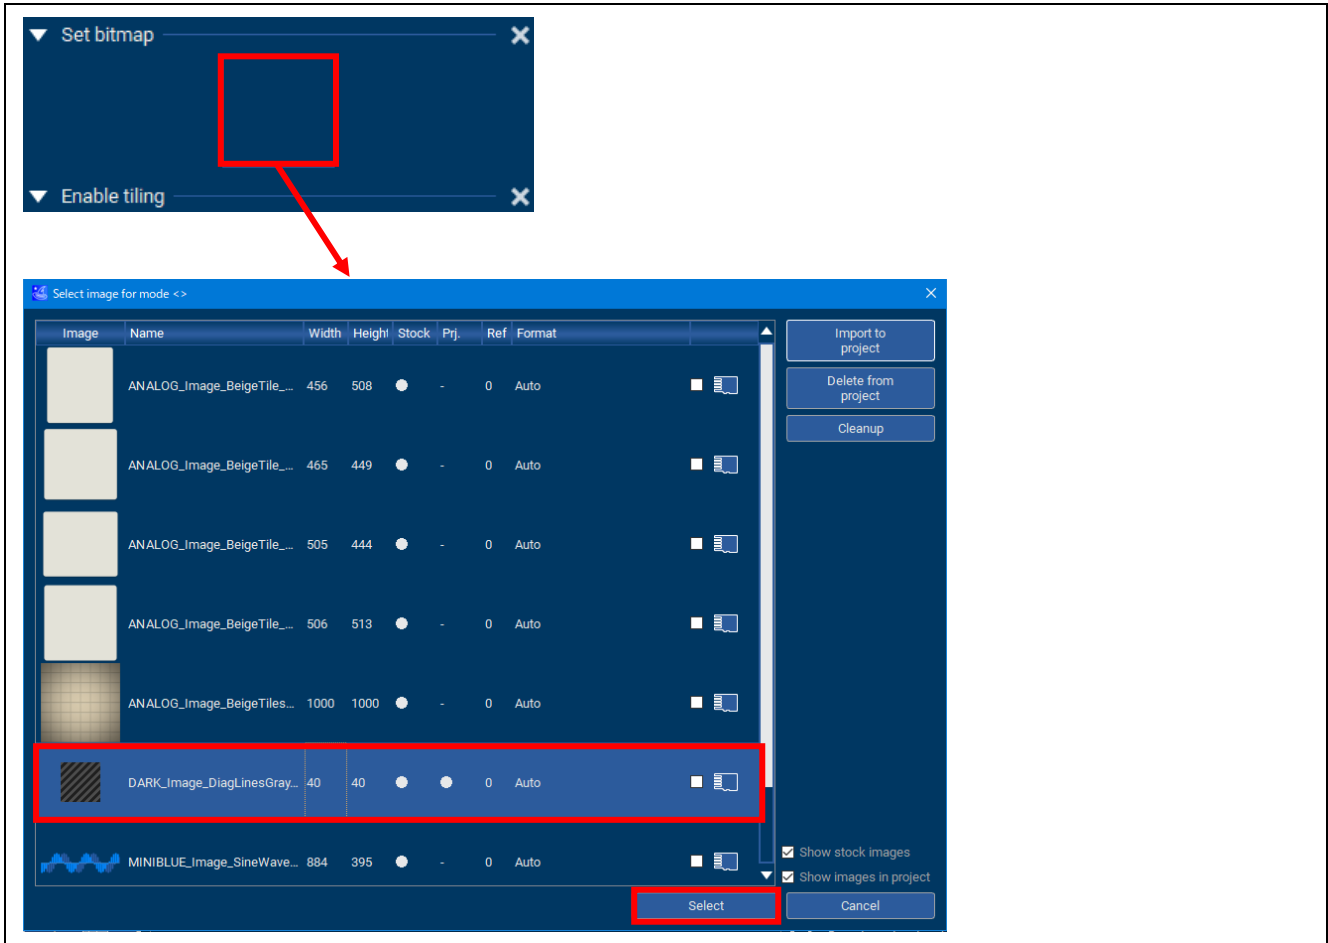 Set bitmap
Enable tiling
Select image for mode <>
Image Name Width Height Stock Prj. Ref Format
ANALOG_Image_BeigeTile_... 456 508 - 0 Auto
ANALOG_Image_BeigeTile_... 465 449 - 0 Auto
ANALOG_Image_BeigeTile_... 505 444 - 0 Auto
ANALOG_Image_BeigeTile_... 506 513 - 0 Auto
ANALOG_Image_BeigeTiles... 1000 1000 - 0 Auto
DARK_Image_DiagLinesGray... 40 40 0 Auto
MINIBLUE_Image_SineWave... 884 395 - 0 Auto
Import to
project
Delete from
project
Cleanup
Show stock images
Show images in project
Select Cancel